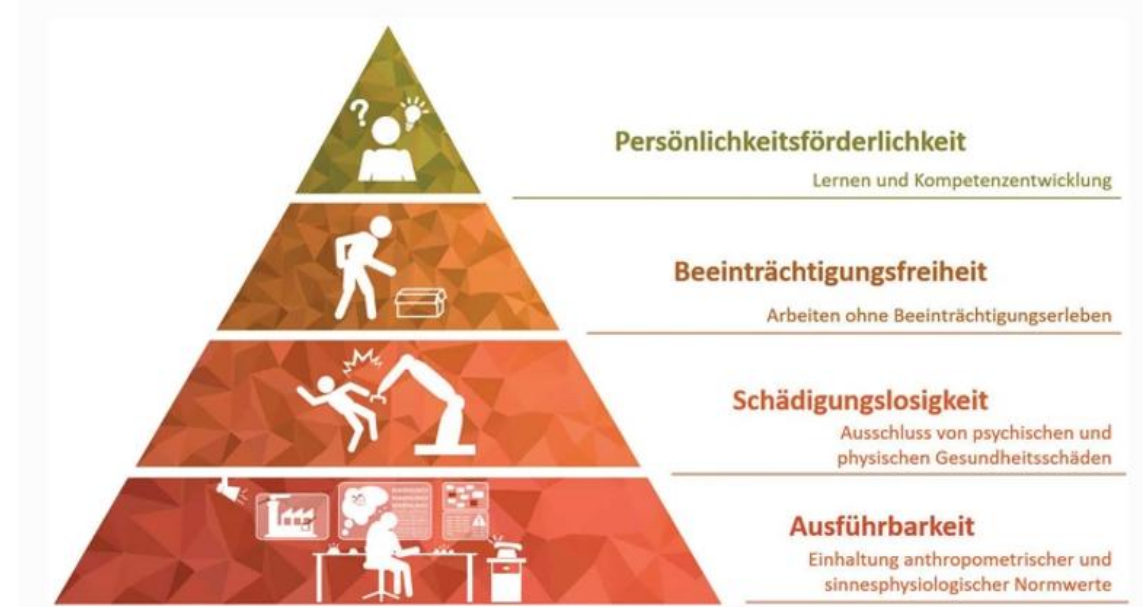 ?
Persönlichkeitsförderlichkeit
Lernen und Kompetenzentwicklung
Beeinträchtigungsfreiheit
Arbeiten ohne Beeinträchtigungserleben
Schädigungslosigkeit
Ausschluss von psychischen und
physischen Gesundheitsschäden
Ausführbarkeit
Einhaltung anthropometrischer und
sinnesphysiologischer Normwerte